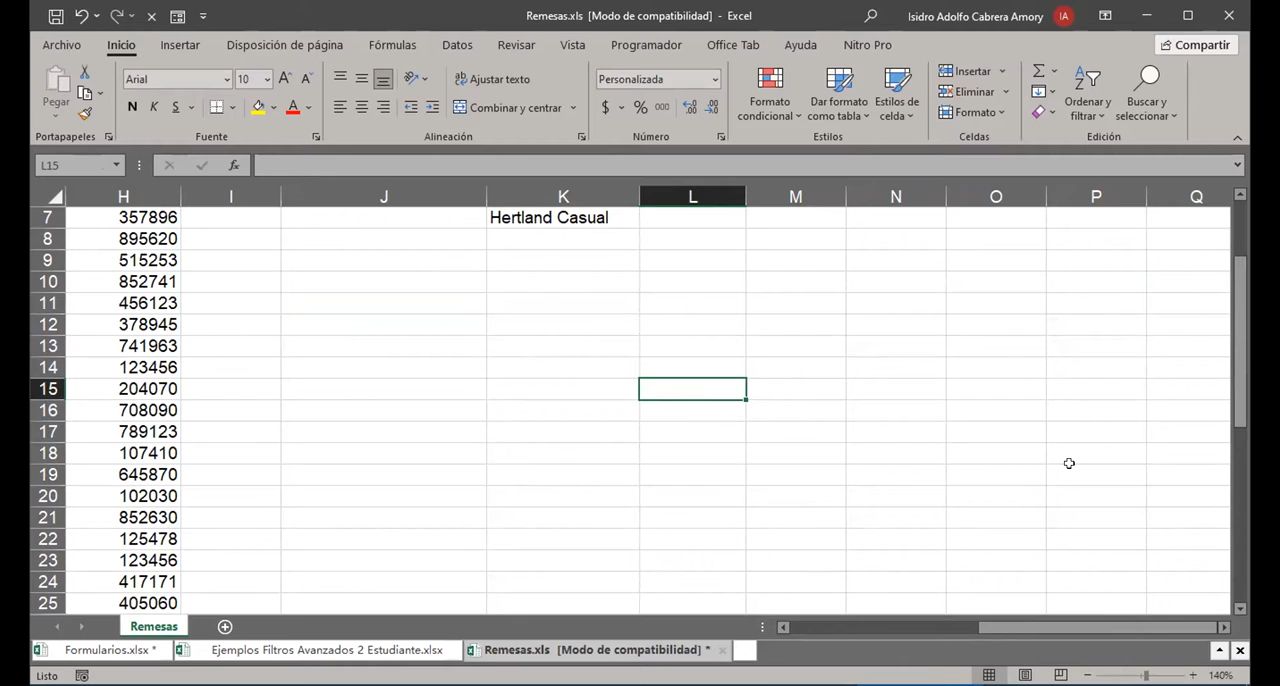 Remesas.xls [Modo de compatibilidad] - Excel
Isidro Adolfo Cabrera Amory
IA
Archivo Inicio Insertar Disposición de página Fórmulas Datos Revisar Vista Programador Office Tab Ayuda Nitro Pro
Compartir
Pegar
Portapapeles
Arial 10
N K S
Fuente
Ajustar texto
Combinar y centrar
Alineación
Personalizada
$ % 000
Número
Formato condicional
Dar formato como tabla
Estilos de celda
Estilos
Insertar
Eliminar
Formato
Celdas
Ordenar y filtrar
Buscar y seleccionar
Edición
L15 fx
H I J K L M N O P Q
7 357896 Hertland Casual
8 895620
9 515253
10 852741
11 456123
12 378945
13 741963
14 123456
15 204070
16 708090
17 789123
18 107410
19 645870
20 102030
21 852630
22 125478
23 123456
24 417171
25 405060
Remesas
Formularios.xlsx * Ejemplos Filtros Avanzados 2 Estudiante.xlsx Remesas.xls [Modo de compatibilidad] *
Listo
140%